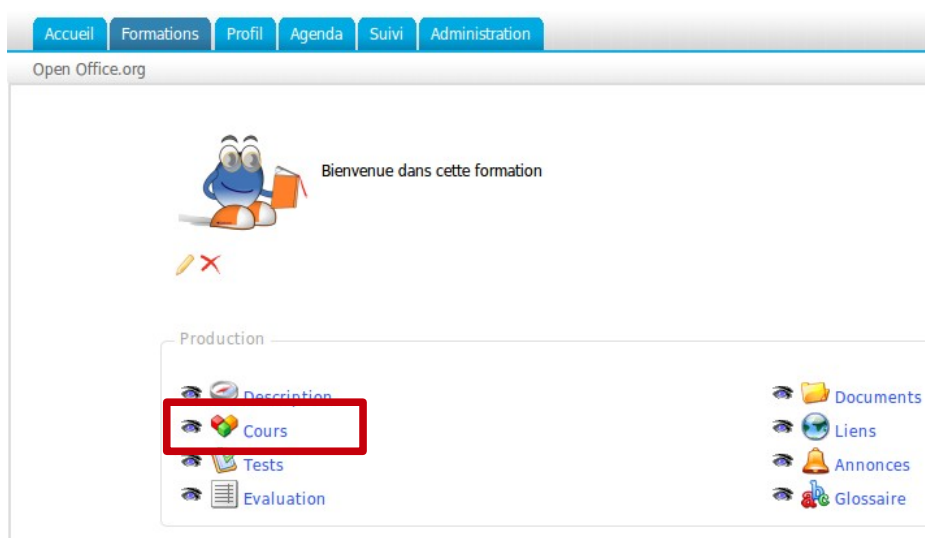 Accueil Formations Profil Agenda Suivi Administration
Open Office.org
Bienvenue dans cette formation
Production
Description
Documents
Cours
Liens
Tests
Annonces
Evaluation
Glossaire